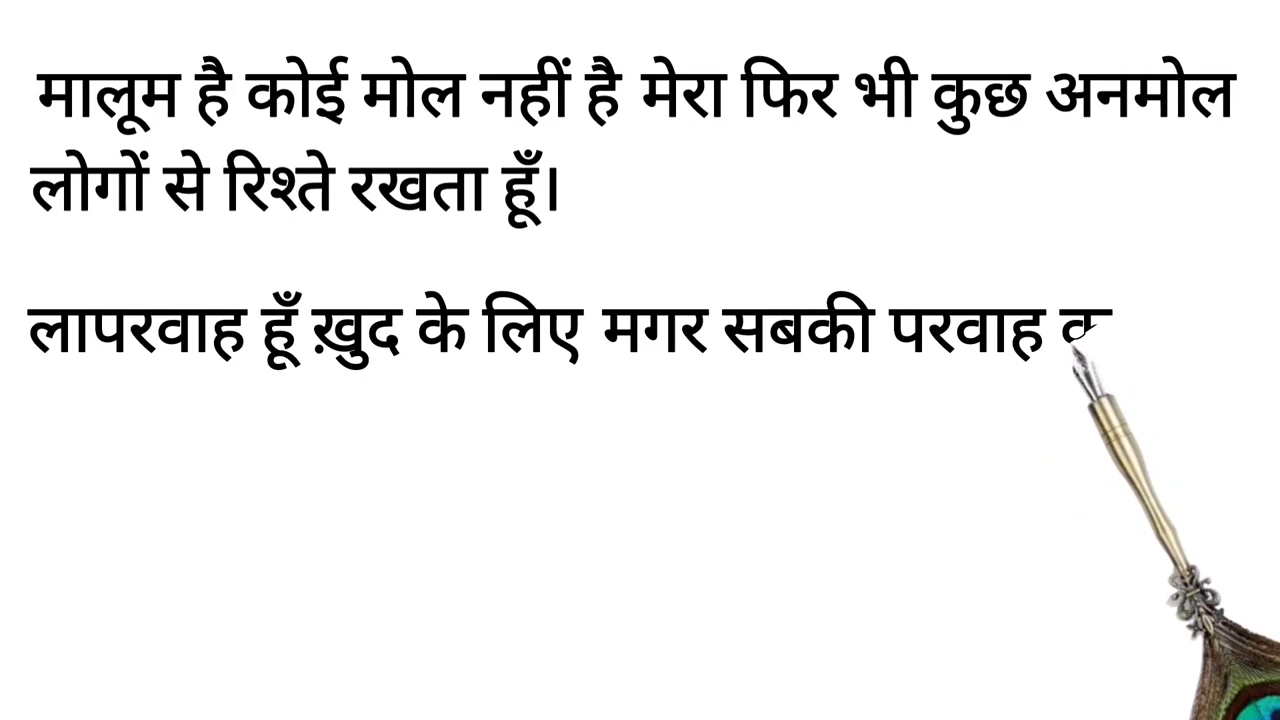 मालूम है कोई मोल नहीं है मेरा फिर भी कुछ अनमोल
लोगों से रिश्ते रखता हूँ।
लापरवाह हूँ ख़ुद के लिए मगर सबकी परवाह